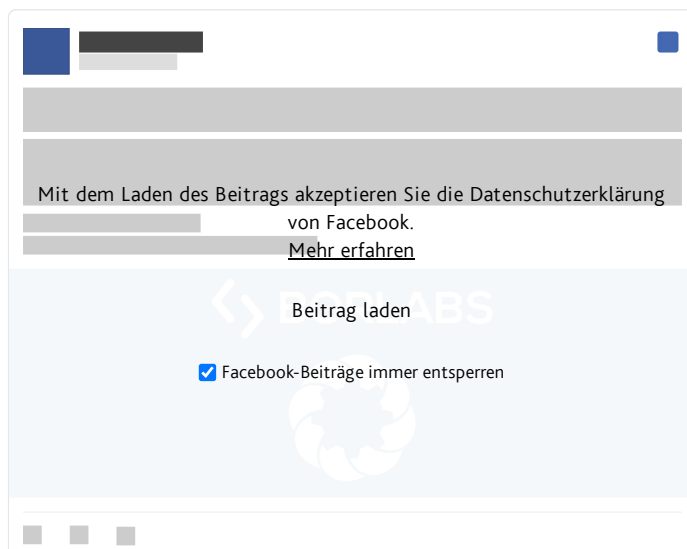 Mit dem Laden des Beitrags akzeptieren Sie die Datenschutzerklärung
von Facebook.
Mehr erfahren
BORLABS
Beitrag laden
Facebook-Beiträge immer entsperren